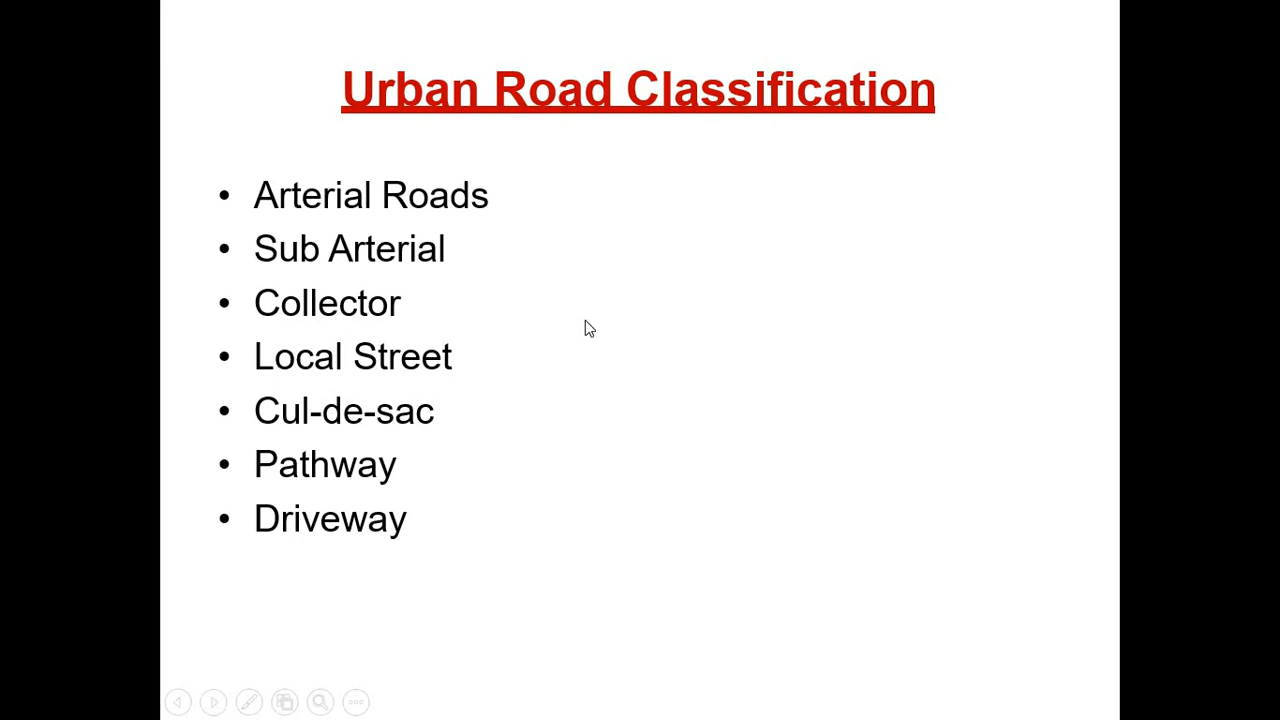 Urban Road Classification
• Arterial Roads
• Sub Arterial
• Collector
• Local Street
• Cul-de-sac
• Pathway
• Driveway